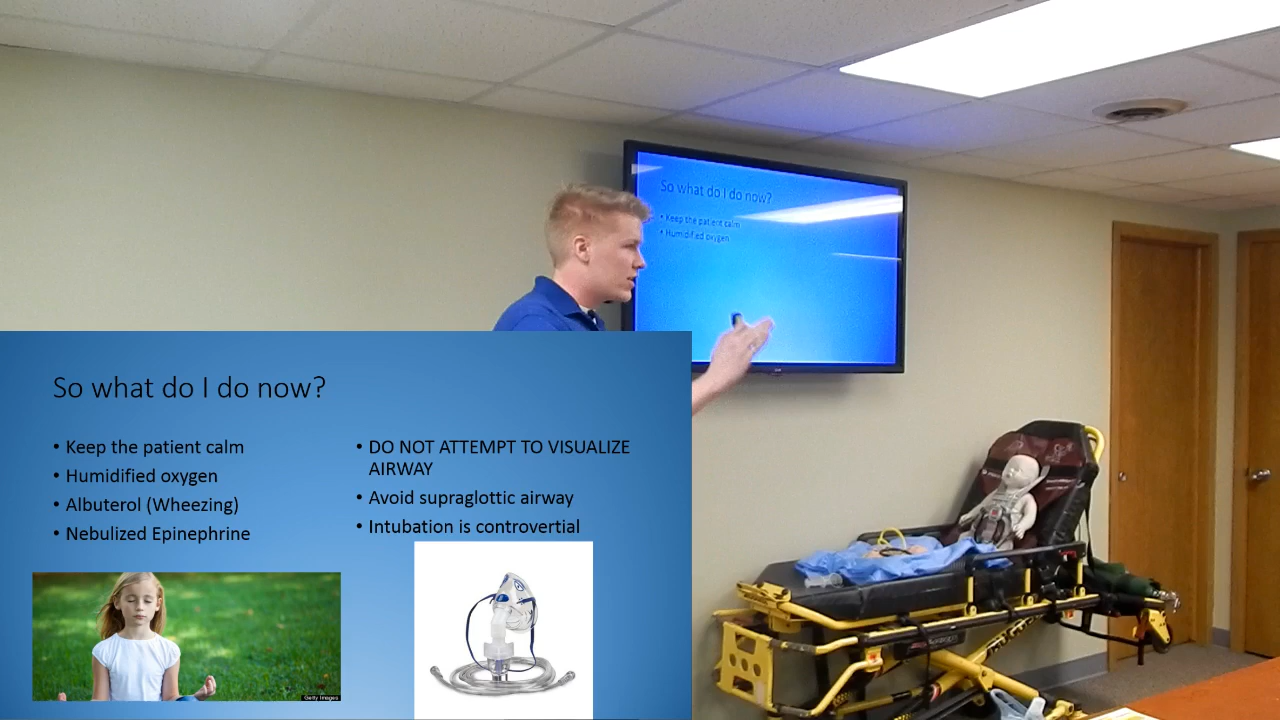 So what do I do now?
• Keep the patient calm
• Humidified oxygen
So what do I do now?
• Keep the patient calm
• Humidified oxygen
• Albuterol (Wheezing)
• Nebulized Epinephrine
• DO NOT ATTEMPT TO VISUALIZE
AIRWAY
• Avoid supraglottic airway
• Intubation is controvertial
Getty Images